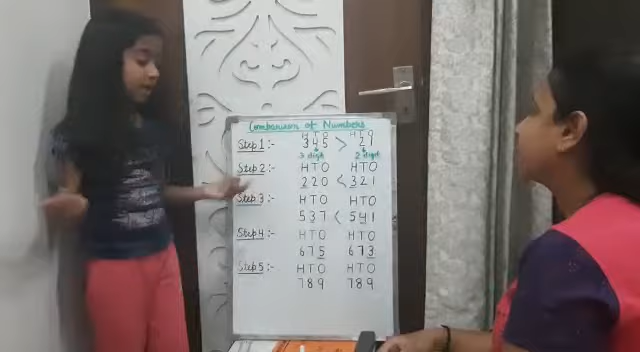 Comparison of Numbers
HTO HTO
Step 1 :- 345 > 21
3 digit 2 digit
Step 2 :- HTO HTO
220 < 321
Step 3 :- HTO HTO
537 < 541
Step 4 :- HTO HTO
675 673
Step 5 :- HTO HTO
789 789